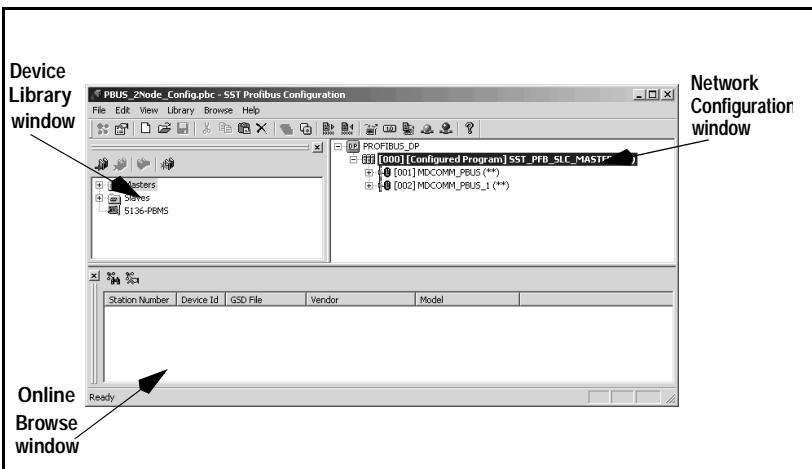 Device
Library
window
Network
Configuration
window
PBUS_2Node_Config.pbc - SST Profibus Configuration
File Edit View Library Browse Help
PROFIBUS_DP
[000] [Configured Program] SST_PFB_SLC_MASTER
[001] MDCOMM_PBUS (**)
[002] MDCOMM_PBUS_1 (**)
Masters
Slaves
5136-PBMS
Station Number Device Id GSD File Vendor Model
Ready
Online
Browse
window